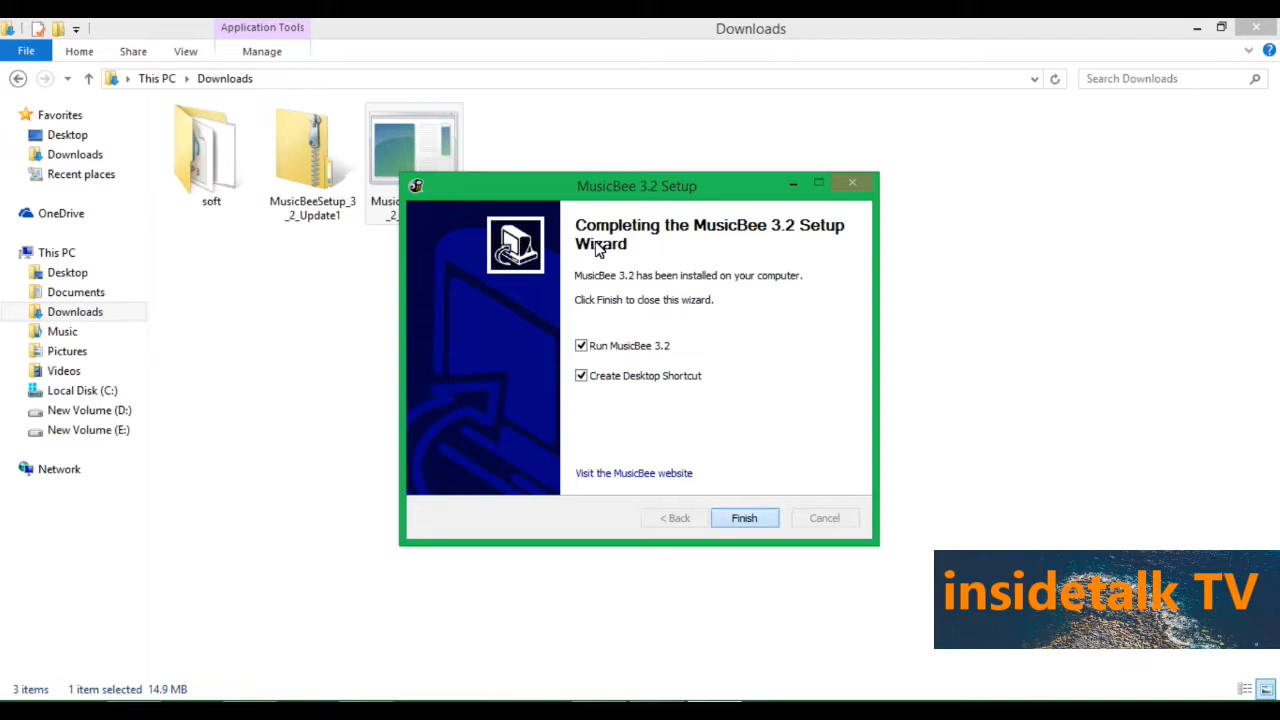 Application Tools
Downloads
File
Home
Share
View
Manage
This PC
Downloads
Search Downloads
Favorites
Desktop
Downloads
Recent places
OneDrive
This PC
Desktop
Documents
Downloads
Music
Pictures
Videos
Local Disk (C:)
New Volume (D:)
New Volume (E:)
Network
soft
MusicBeeSetup_3
_2_Update1
MusicBee 3.2 Setup
Completing the MusicBee 3.2 Setup
Wizard
MusicBee 3.2 has been installed on your computer.
Click Finish to close this wizard.
Run MusicBee 3.2
Create Desktop Shortcut
Visit the MusicBee website
< Back
Finish
Cancel
insidetalk TV
3 items
1 item selected 14.9 MB